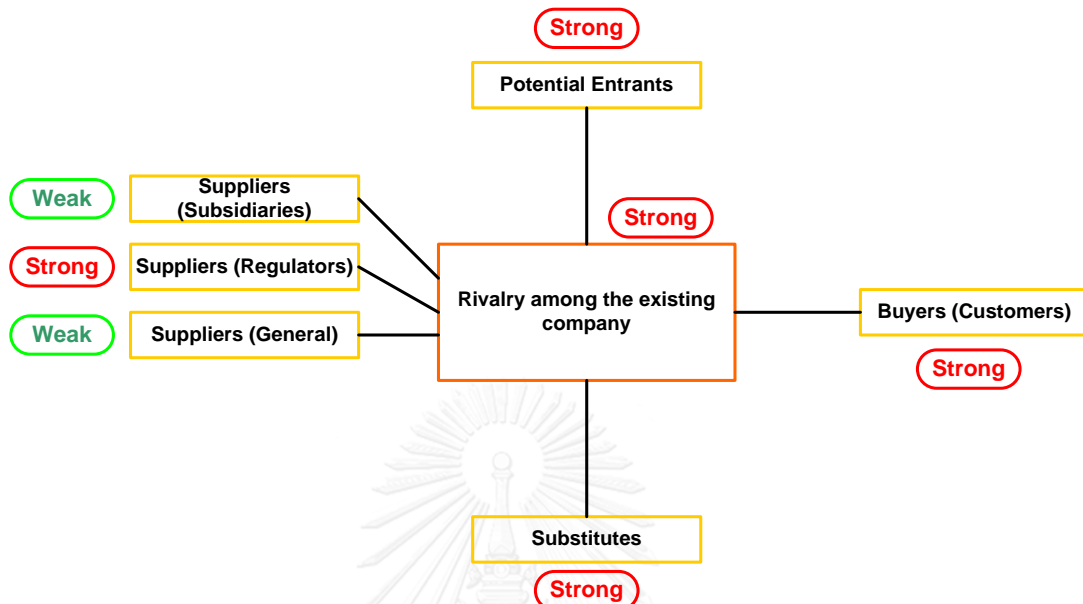 Strong
Potential Entrants
Weak
Suppliers
(Subsidiaries)
Strong
Strong
Suppliers (Regulators)
Rivalry among the existing
company
Buyers (Customers)
Weak
Suppliers (General)
Strong
Substitutes
Strong